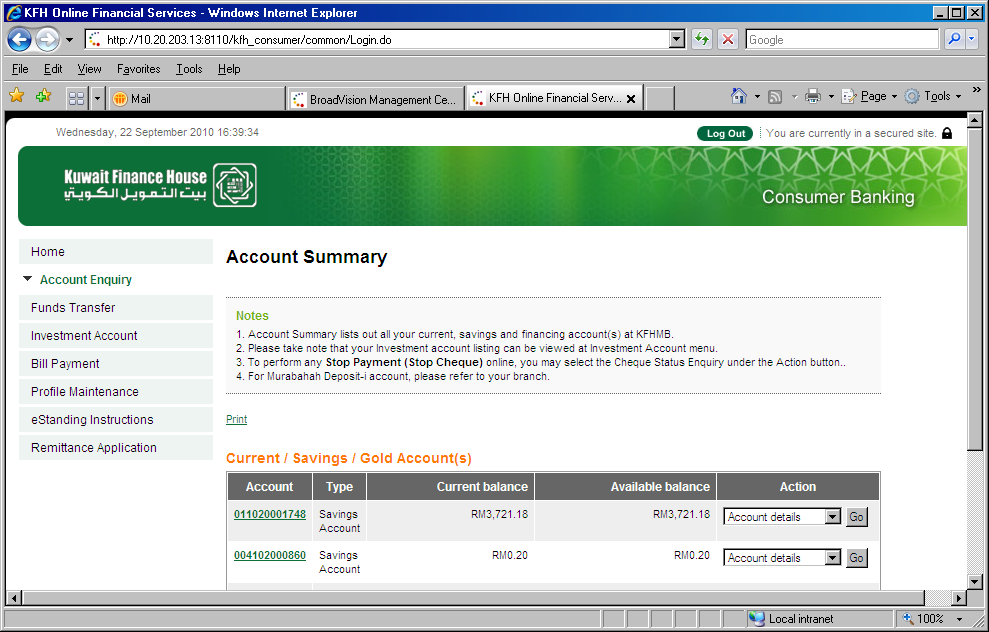 KFH Online Financial Services - Windows Internet Explorer
http://10.20.203.13:8110/kfh_consumer/common/Login.do
Google
File Edit View Favorites Tools Help
Mail
BroadVision Management Ce...
KFH Online Financial Serv...
Page
Tools
Wednesday, 22 September 2010 16:39:34
Log Out
You are currently in a secured site.
Kuwait Finance House
بيت التمويل الكويتي
Consumer Banking
Home
Account Enquiry
Funds Transfer
Investment Account
Bill Payment
Profile Maintenance
eStanding Instructions
Remittance Application
Account Summary
Notes
1. Account Summary lists out all your current, savings and financing account(s) at KFHMB.
2. Please take note that your Investment account listing can be viewed at Investment Account menu.
3. To perform any Stop Payment (Stop Cheque) online, you may select the Cheque Status Enquiry under the Action button..
4. For Murabahah Deposit-i account, please refer to your branch.
Print
Current / Savings / Gold Account(s)
Account Type Current balance Available balance Action
011020001748 Savings Account RM3,721.18 RM3,721.18 Account details Go
004102000860 Savings Account RM0.20 RM0.20 Account details Go
Local intranet
100%